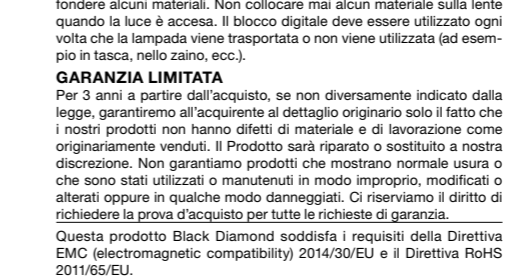 fondere alcuni materiali. Non collocare mai alcun materiale sulla lente
quando la luce è accesa. Il blocco digitale deve essere utilizzato ogni
volta che la lampada viene trasportata o non viene utilizzata (ad esem-
pio in tasca, nello zaino, ecc.).
GARANZIA LIMITATA
Per 3 anni a partire dall'acquisto, se non diversamente indicato dalla
legge, garantiremo all'acquirente al dettaglio originario solo il fatto che
i nostri prodotti non hanno difetti di materiale e di lavorazione come
originariamente venduti. Il Prodotto sarà riparato o sostituito a nostra
discrezione. Non garantiamo prodotti che mostrano normale usura o
che sono stati utilizzati o manutenuti in modo improprio, modificati o
alterati oppure in qualche modo danneggiati. Ci riserviamo il diritto di
richiedere la prova d'acquisto per tutte le richieste di garanzia.
Questa prodotto Black Diamond soddisfa i requisiti della Direttiva
EMC (electromagnetic compatibility) 2014/30/EU e il Direttiva RoHS
2011/65/EU.